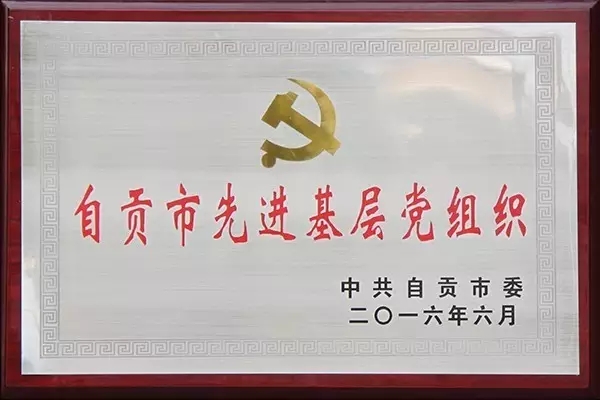 自贡市先进基层党组织
中共自贡市委
二〇一六年六月